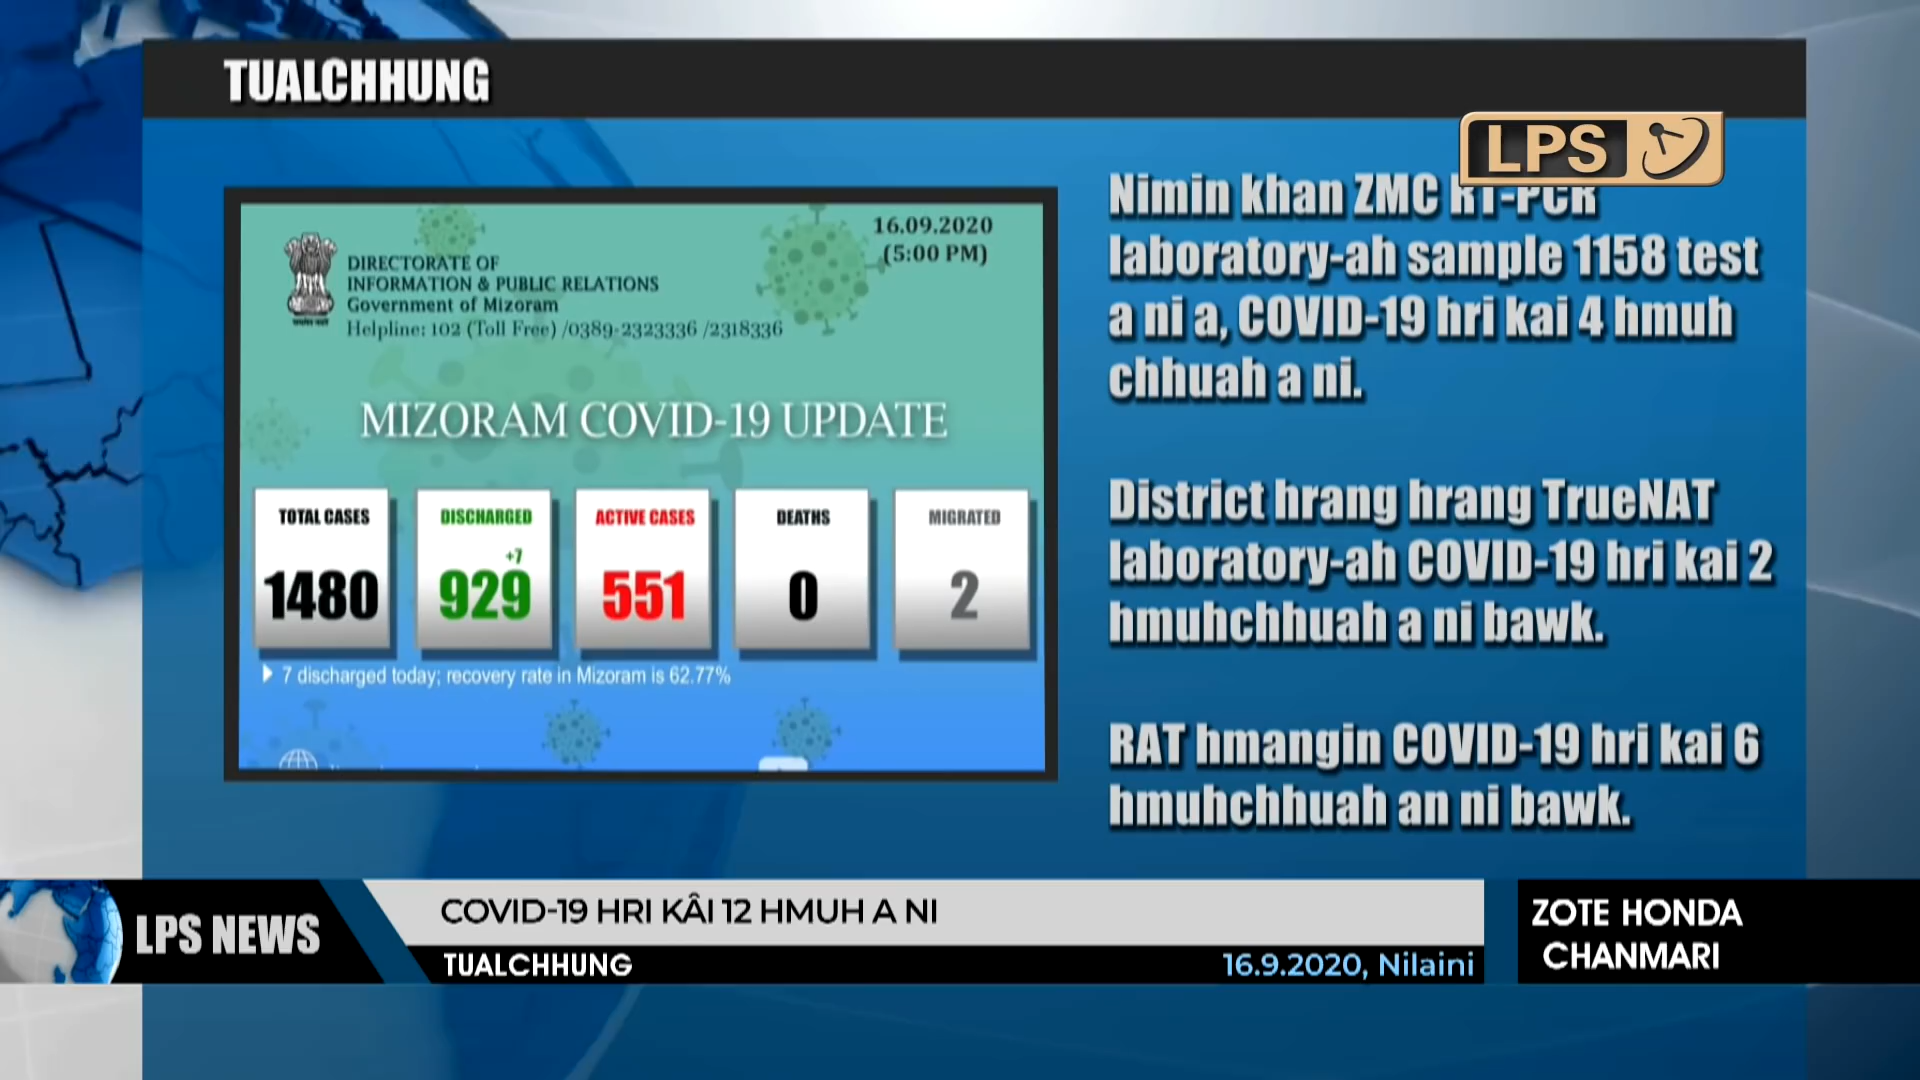 TUALCHHUNG
LPS
16.09.2020
(5:00 PM)
DIRECTORATE OF
INFORMATION & PUBLIC RELATIONS
Government of Mizoram
Helpline: 102 (Toll Free) /0389-2323336 /2318336
MIZORAM COVID-19 UPDATE
TOTAL CASES
1480
DISCHARGED
+7
929
ACTIVE CASES
551
DEATHS
0
MIGRATED
2
7 discharged today; recovery rate in Mizoram is 62.77%
Nimin khan ZMC RT-PCR
laboratory-ah sample 1158 test
a ni a, COVID-19 hri kai 4 hmuh
chhuah a ni.
District hrang hrang TrueNAT
laboratory-ah COVID-19 hri kai 2
hmuhchhuah a ni bawk.
RAT hmangin COVID-19 hri kai 6
hmuhchhuah an ni bawk.
LPS NEWS
COVID-19 HRI KÂI 12 HMUH A NI
TUALCHHUNG
16.9.2020, Nilaini
ZOTE HONDA
CHANMARI